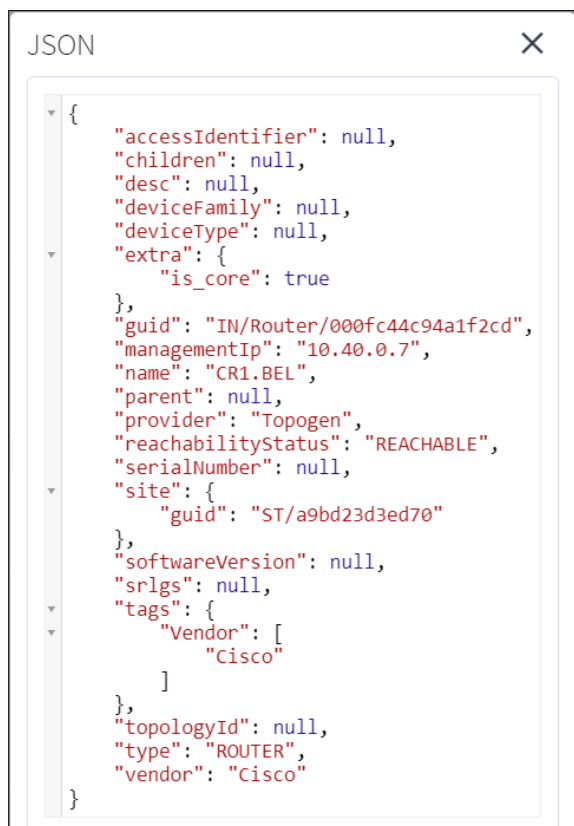 JSON
{
    "accessIdentifier": null,
    "children": null,
    "desc": null,
    "deviceFamily": null,
    "deviceType": null,
    "extra": {
        "is_core": true
    },
    "guid": "IN/Router/000fc44c94a1f2cd",
    "managementIp": "10.40.0.7",
    "name": "CR1.BEL",
    "parent": null,
    "provider": "Topogen",
    "reachabilityStatus": "REACHABLE",
    "serialNumber": null,
    "site": {
        "guid": "ST/a9bd23d3ed70"
    },
    "softwareVersion": null,
    "srlgs": null,
    "tags": {
        "Vendor": [
            "Cisco"
        ]
    },
    "topologyId": null,
    "type": "ROUTER",
    "vendor": "Cisco"
}